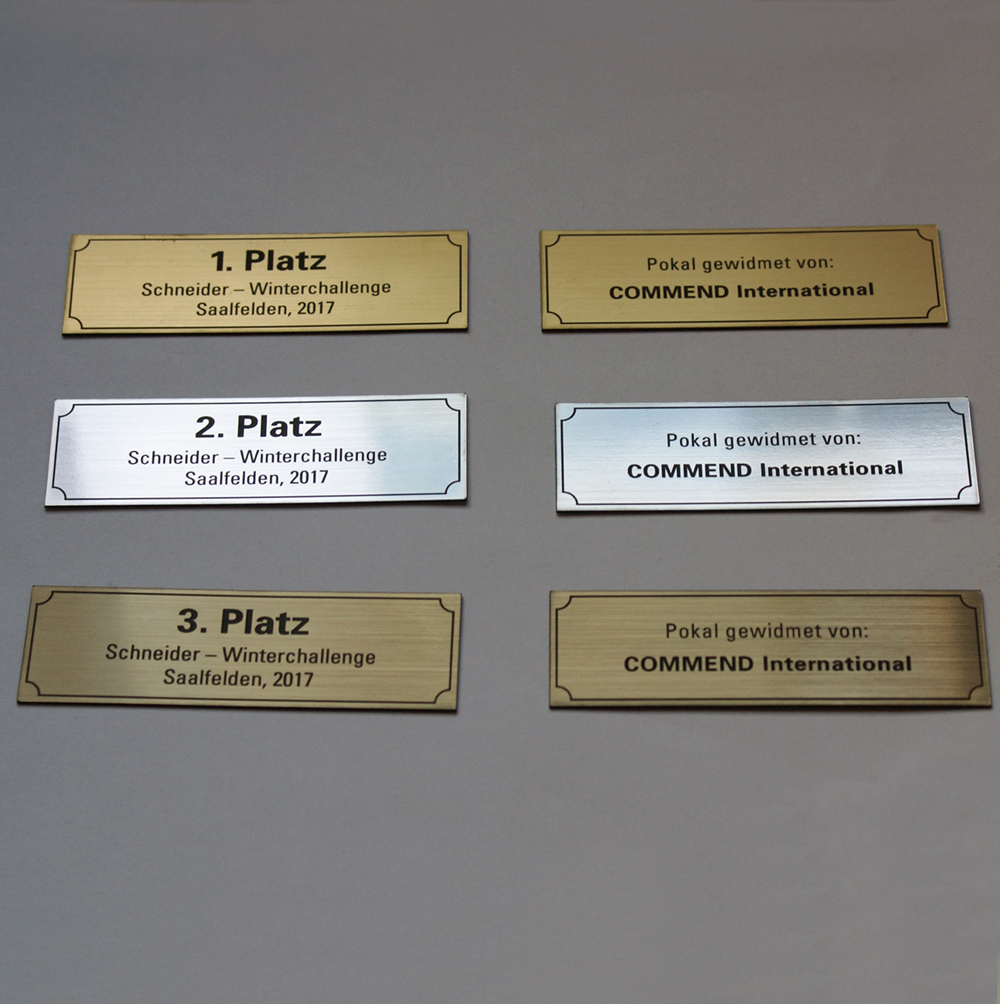 1. Platz
Schneider – Winterchallenge
Saalfelden, 2017
Pokal gewidmet von:
COMMEND International
2. Platz
Schneider – Winterchallenge
Saalfelden, 2017
Pokal gewidmet von:
COMMEND International
3. Platz
Schneider – Winterchallenge
Saalfelden, 2017
Pokal gewidmet von:
COMMEND International